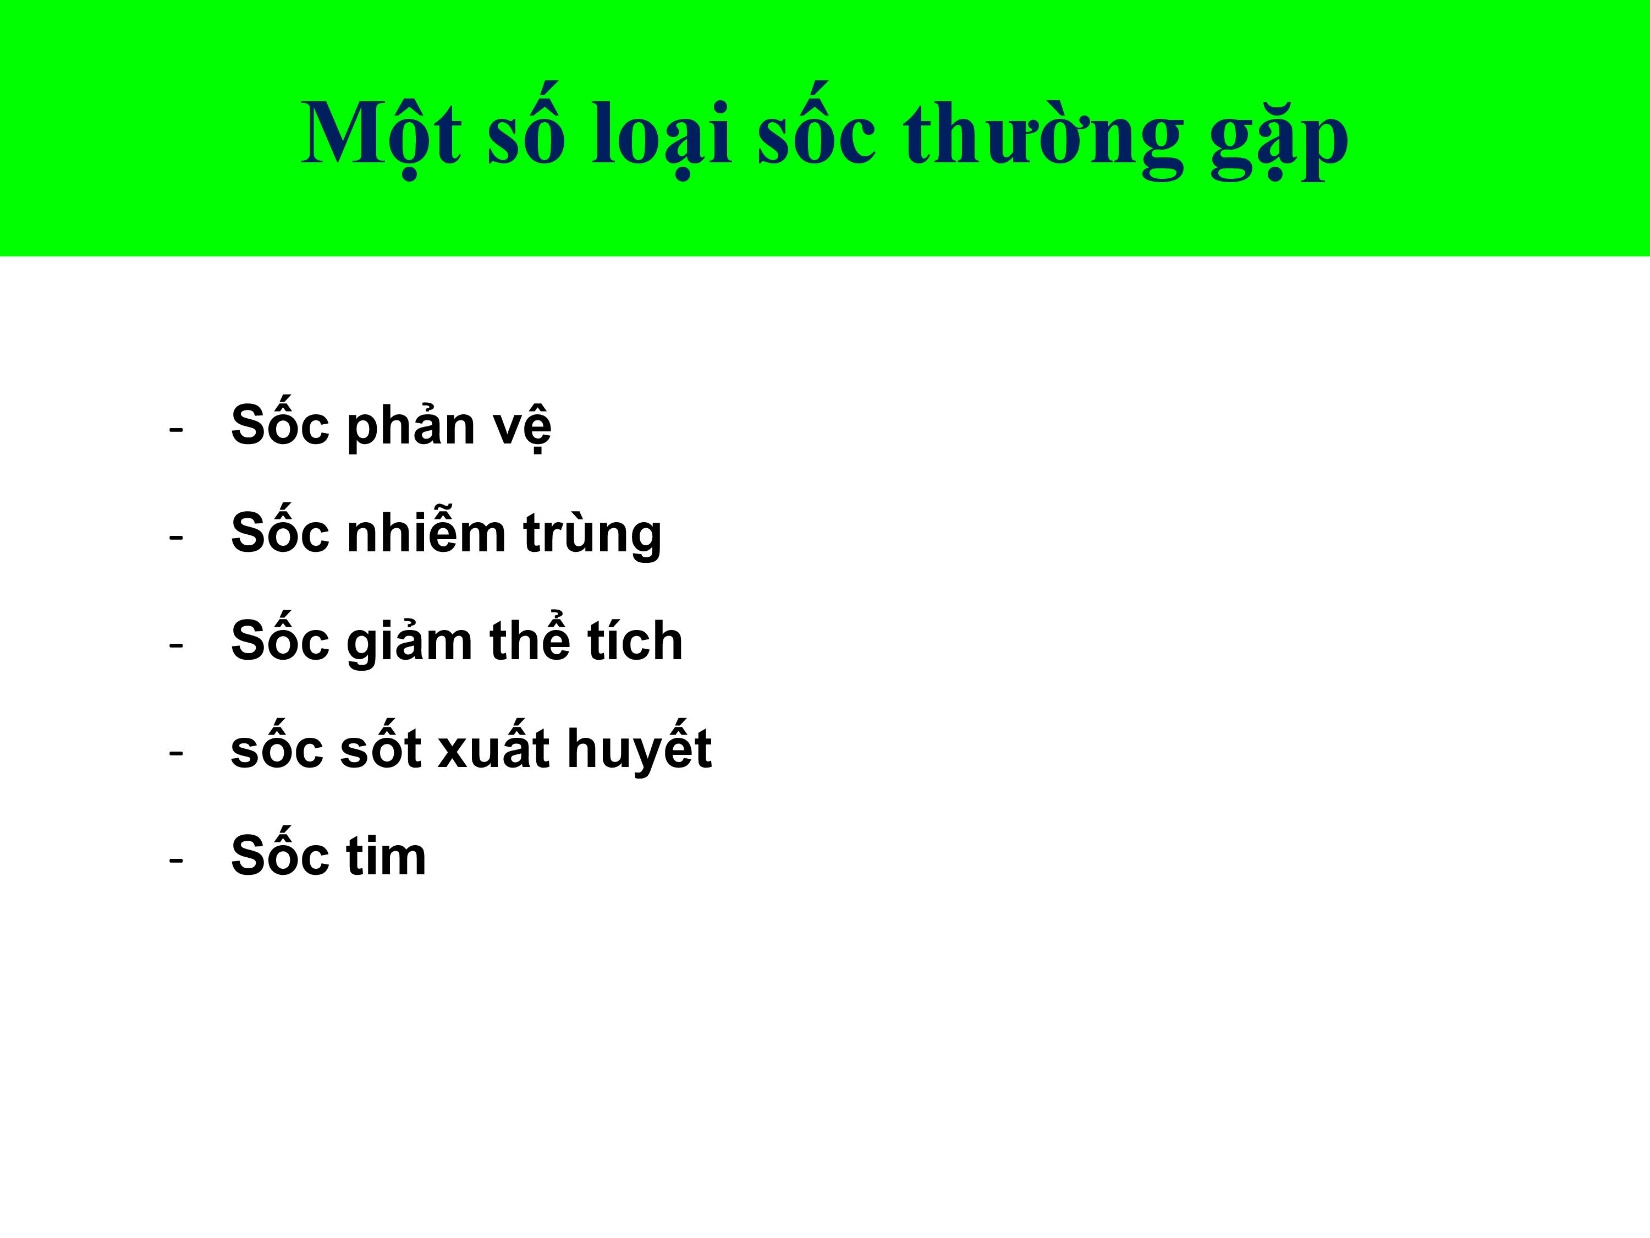 Một số loại sốc thường gặp
- Sốc phản vệ
- Sốc nhiễm trùng
- Sốc giảm thể tích
- sốc sốt xuất huyết
- Sốc tim